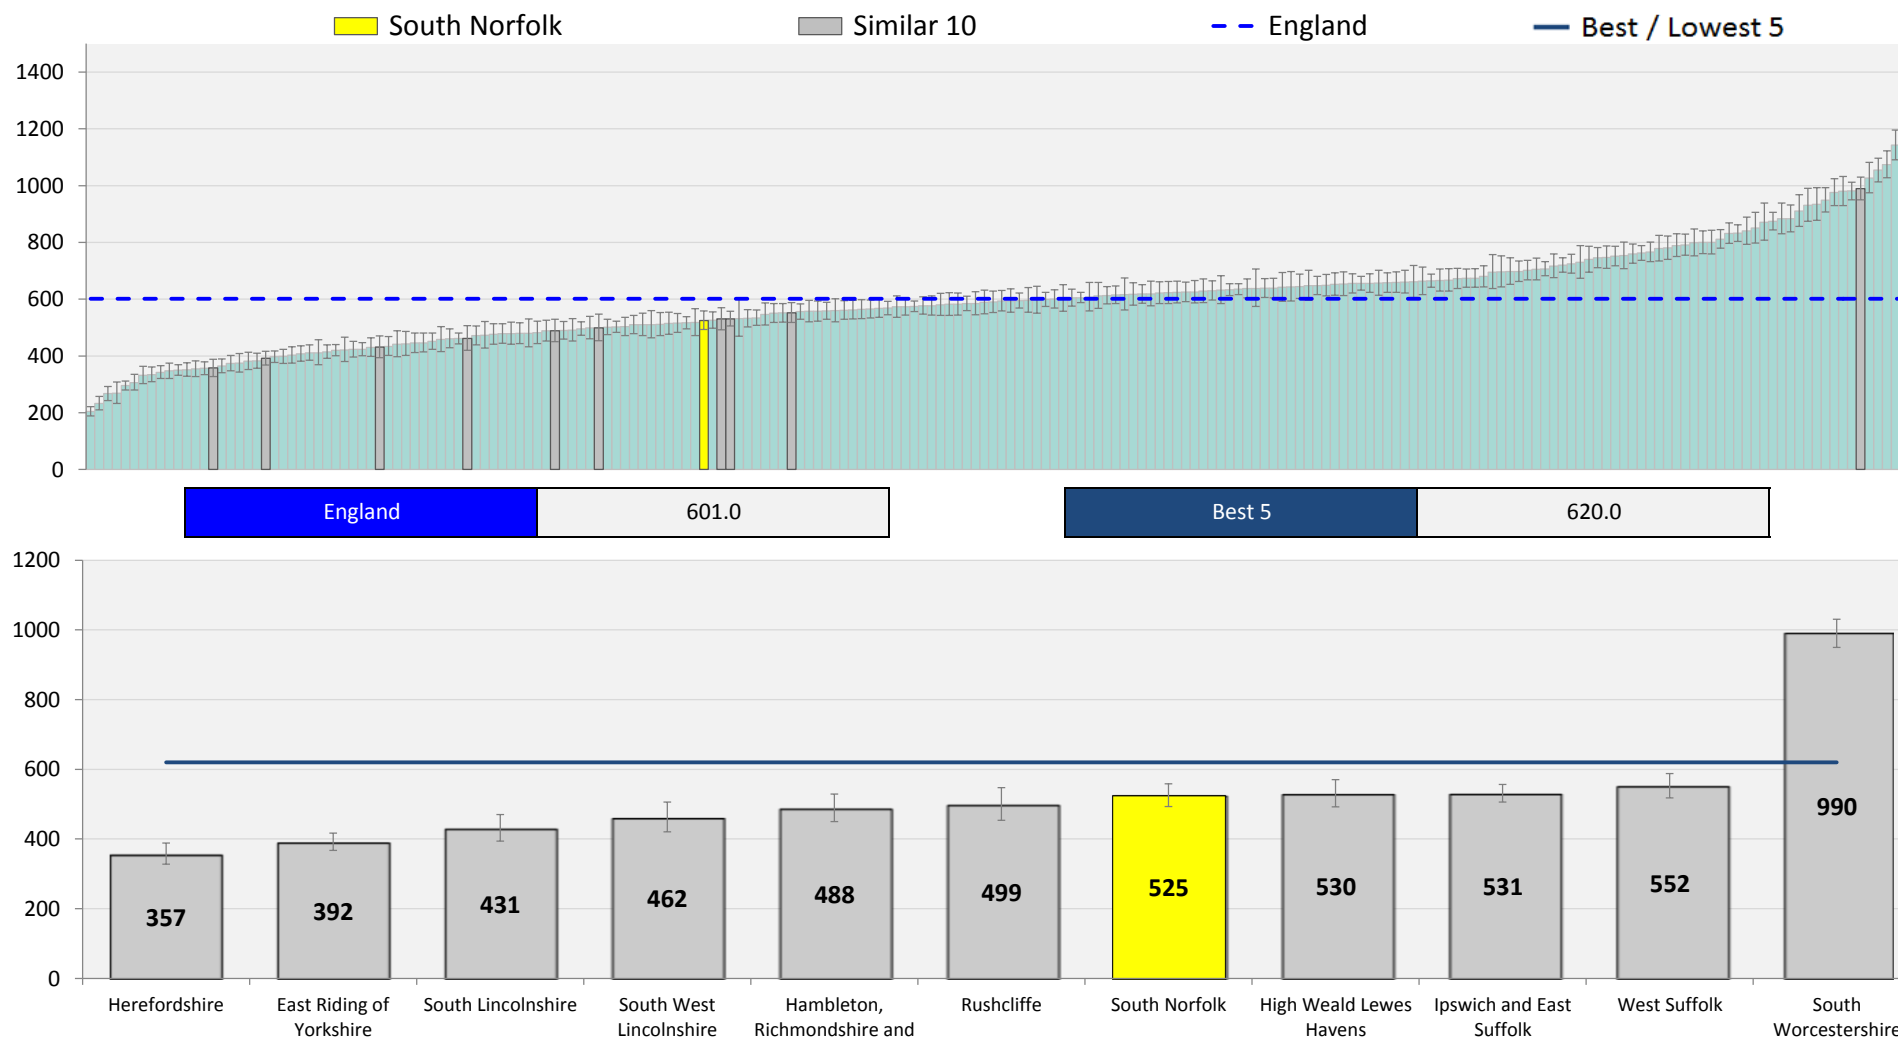 South Norfolk
Similar 10
England
Best / Lowest 5
1400
1200
1000
800
600
400
200
0
England
601.0
Best 5
620.0
1200
1000
800
600
400
200
0
357
392
431
462
488
499
525
530
531
552
990
Herefordshire
East Riding of
Yorkshire
South Lincolnshire
South West
Lincolnshire
Hambleton,
Richmondshire and
Rushcliffe
South Norfolk
High Weald Lewes
Havens
Ipswich and East
Suffolk
West Suffolk
South
Worcestershire